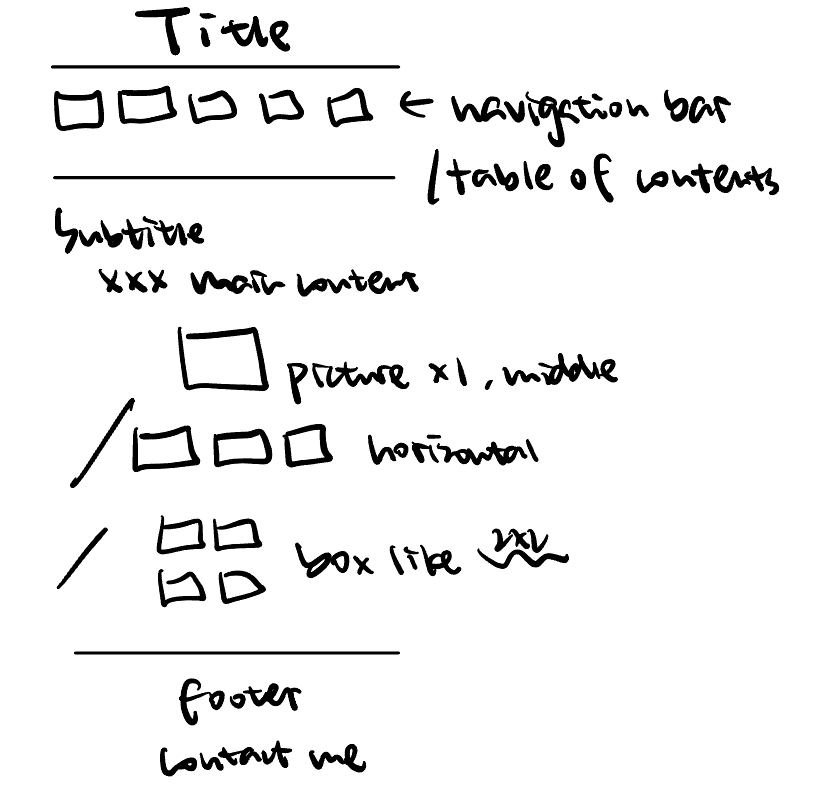 Title
← navigation bar
/table of contents
Subtitle
xxx main content
picture x1, middle
/ horizontal
/ box like 2x2
footer
contact me